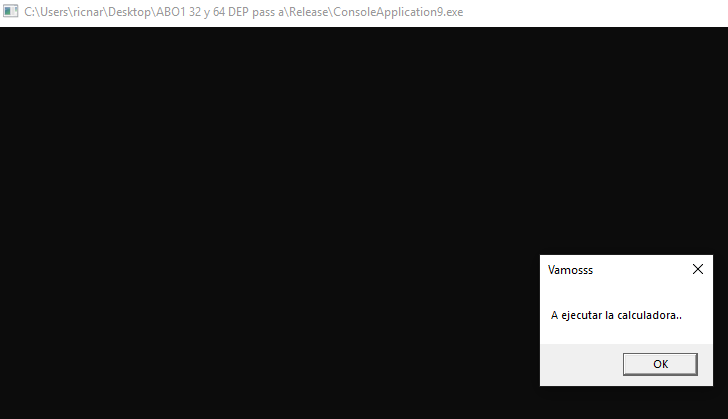 C:\Users\ricnar\Desktop\ABO1 32 y 64 DEP pass a\Release\ConsoleApplication9.exe
Vamosss
A ejecutar la calculadora..
OK